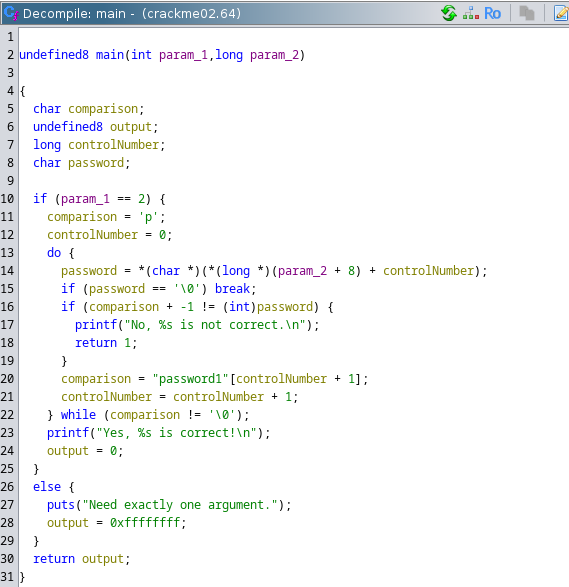 Decompile: main - (crackme02.64)
Ro
1
2 undefined8 main(int param_1,long param_2)
3
4 {
5   char comparison;
6   undefined8 output;
7   long controlNumber;
8   char password;
9
10   if (param_1 == 2) {
11     comparison = 'p';
12     controlNumber = 0;
13     do {
14       password = *(char *)(*(long *)(param_2 + 8) + controlNumber);
15       if (password == '\0') break;
16       if (comparison + -1 != (int)password) {
17         printf("No, %s is not correct.\n");
18         return 1;
19       }
20       comparison = "password1"[controlNumber + 1];
21       controlNumber = controlNumber + 1;
22     } while (comparison != '\0');
23     printf("Yes, %s is correct!\n");
24     output = 0;
25   }
26   else {
27     puts("Need exactly one argument.");
28     output = 0xffffffff;
29   }
30   return output;
31 }